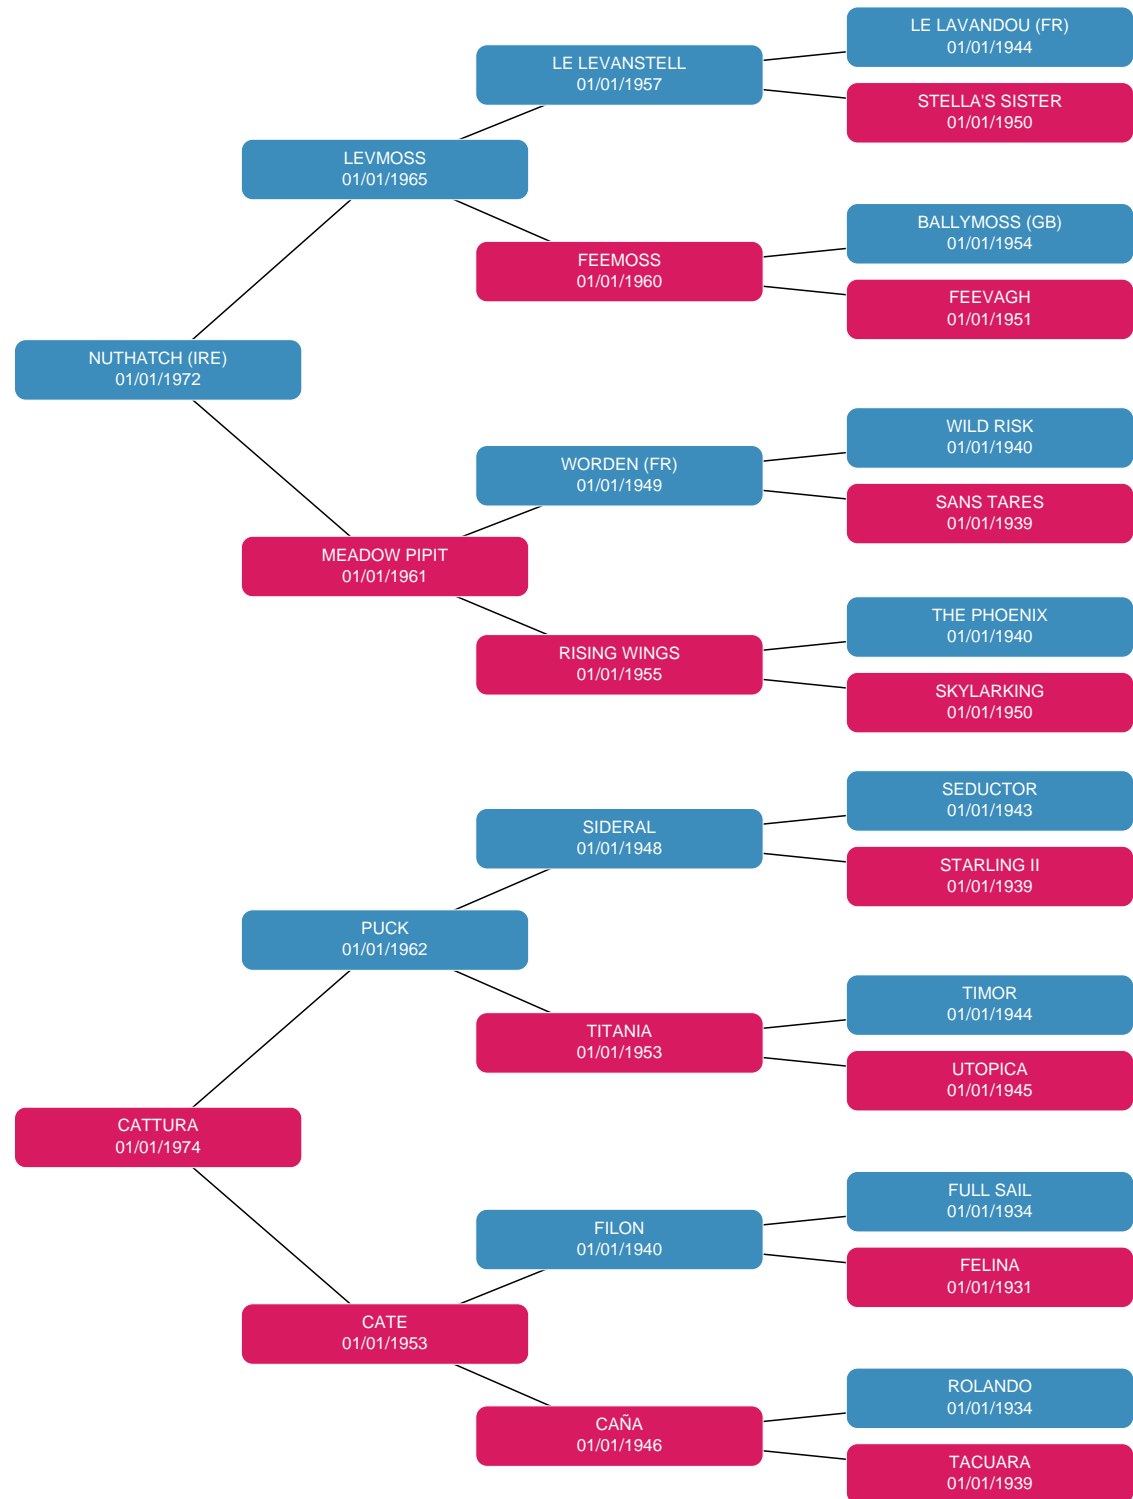 LE LAVANDOU (FR)
01/01/1944
LE LEVANSTELL
01/01/1957
STELLA'S SISTER
01/01/1950
LEVMOSS
01/01/1965
BALLYMOSS (GB)
01/01/1954
FEEMOSS
01/01/1960
FEEVAGH
01/01/1951
NUTHATCH (IRE)
01/01/1972
WILD RISK
01/01/1940
WORDEN (FR)
01/01/1949
SANS TARES
01/01/1939
MEADOW PIPIT
01/01/1961
THE PHOENIX
01/01/1940
RISING WINGS
01/01/1955
SKYLARKING
01/01/1950
SEDUCTOR
01/01/1943
SIDERAL
01/01/1948
STARLING II
01/01/1939
PUCK
01/01/1962
TIMOR
01/01/1944
TITANIA
01/01/1953
UTOPICA
01/01/1945
CATTURA
01/01/1974
FULL SAIL
01/01/1934
FILON
01/01/1940
FELINA
01/01/1931
CATE
01/01/1953
ROLANDO
01/01/1934
CAÑA
01/01/1946
TACUARA
01/01/1939